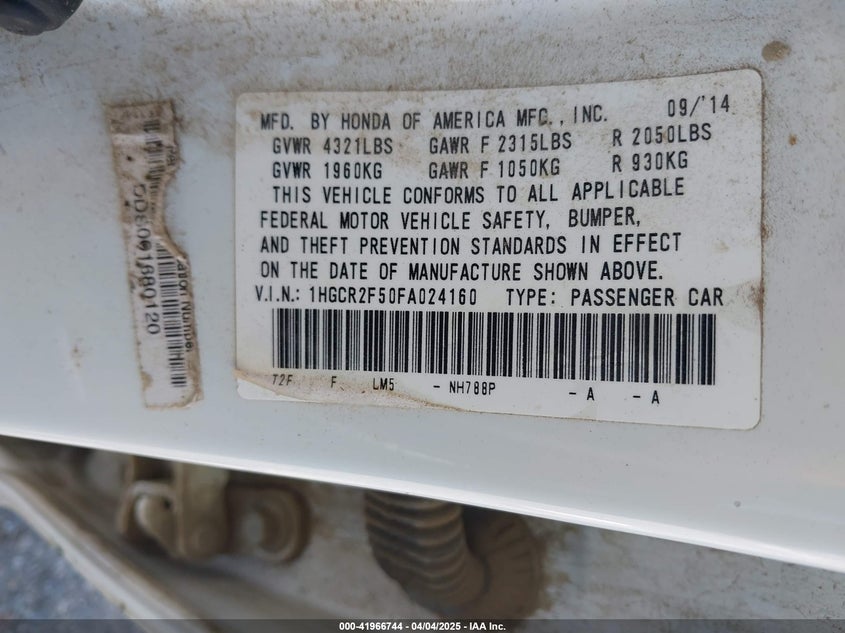 MFD. BY HONDA OF AMERICA MFG., INC. 09/'14
GVWR 4321LBS GAWR F 2315LBS R 2050LBS
GVWR 1960KG GAWR F 1050KG R 930KG
THIS VEHICLE CONFORMS TO ALL APPLICABLE
FEDERAL MOTOR VEHICLE SAFETY, BUMPER,
AND THEFT PREVENTION STANDARDS IN EFFECT
ON THE DATE OF MANUFACTURE SHOWN ABOVE.
V.I.N.: 1HGCR2F50FA024160 TYPE: PASSENGER CAR
T2F F LM5 - NH788P - A - A
Number
000-41966744 - 04/04/2025 - IAA Inc.